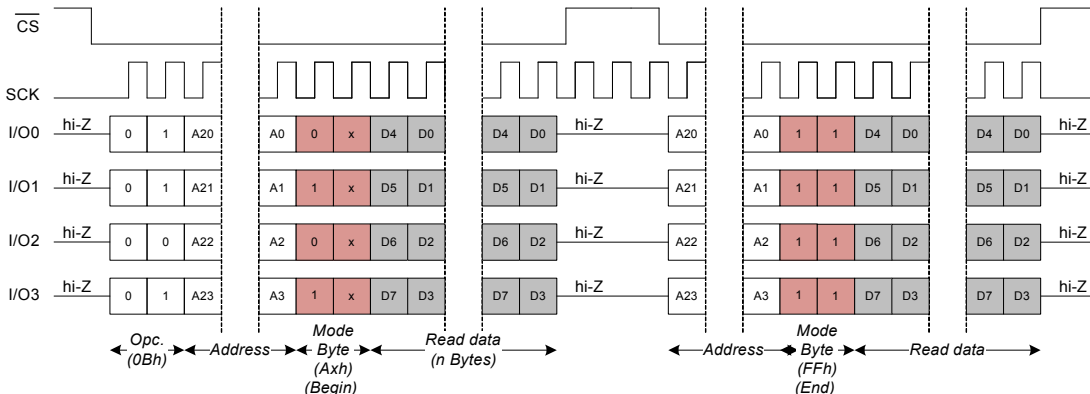 CS
SCK
I/O0 hi-Z 0 1 A20 A0 0 x D4 D0 D4 D0 hi-Z A20 A0 1 1 D4 D0 D4 D0 hi-Z
I/O1 hi-Z 0 1 A21 A1 1 x D5 D1 D5 D1 hi-Z A21 A1 1 1 D5 D1 D5 D1 hi-Z
I/O2 hi-Z 0 0 A22 A2 0 x D6 D2 D6 D2 hi-Z A22 A2 1 1 D6 D2 D6 D2 hi-Z
I/O3 hi-Z 0 1 A23 A3 1 x D7 D3 D7 D3 hi-Z A23 A3 1 1 D7 D3 D7 D3 hi-Z
Opc.
(0Bh)
Address
Mode
Byte
(Axh)
(Begin)
Read data
(n Bytes)
Address
Mode
Byte
(FFh)
(End)
Read data